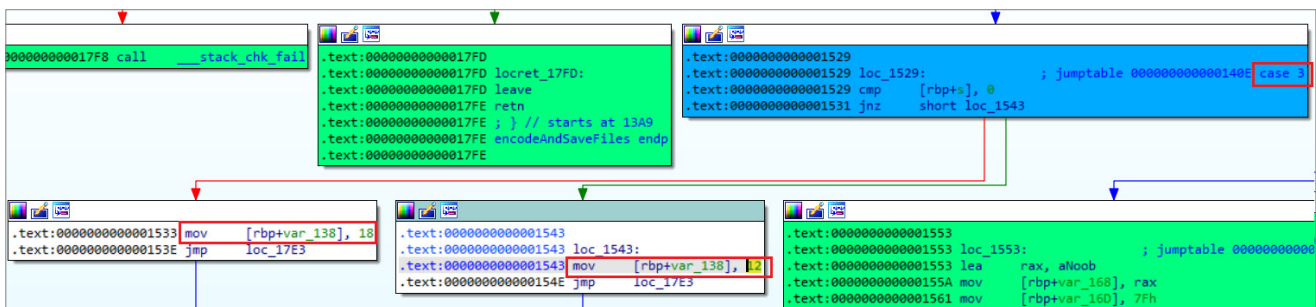 00000000017F8 call    ___stack_chk_fail
.text:00000000000017FD
.text:00000000000017FD locret_17FD:
.text:00000000000017FD leave
.text:00000000000017FE retn
.text:00000000000017FE ; } // starts at 13A9
.text:00000000000017FE encodeAndSaveFiles endp
.text:00000000000017FE
.text:0000000000001529
.text:0000000000001529 loc_1529:                ; jumptable 000000000000140E case 3
.text:0000000000001529 cmp     [rbp+s], 0
.text:0000000000001531 jnz     short loc_1543
.text:0000000000001533 mov     [rbp+var_138], 18
.text:000000000000153E jmp     loc_17E3
.text:0000000000001543
.text:0000000000001543 loc_1543:
.text:0000000000001543 mov     [rbp+var_138], 12
.text:000000000000154E jmp     loc_17E3
.text:0000000000001553
.text:0000000000001553 loc_1553:                ; jumptable 00000000000
.text:0000000000001553 lea     rax, aNoob
.text:000000000000155A mov     [rbp+var_168], rax
.text:0000000000001561 mov     [rbp+var_16D], 7Fh